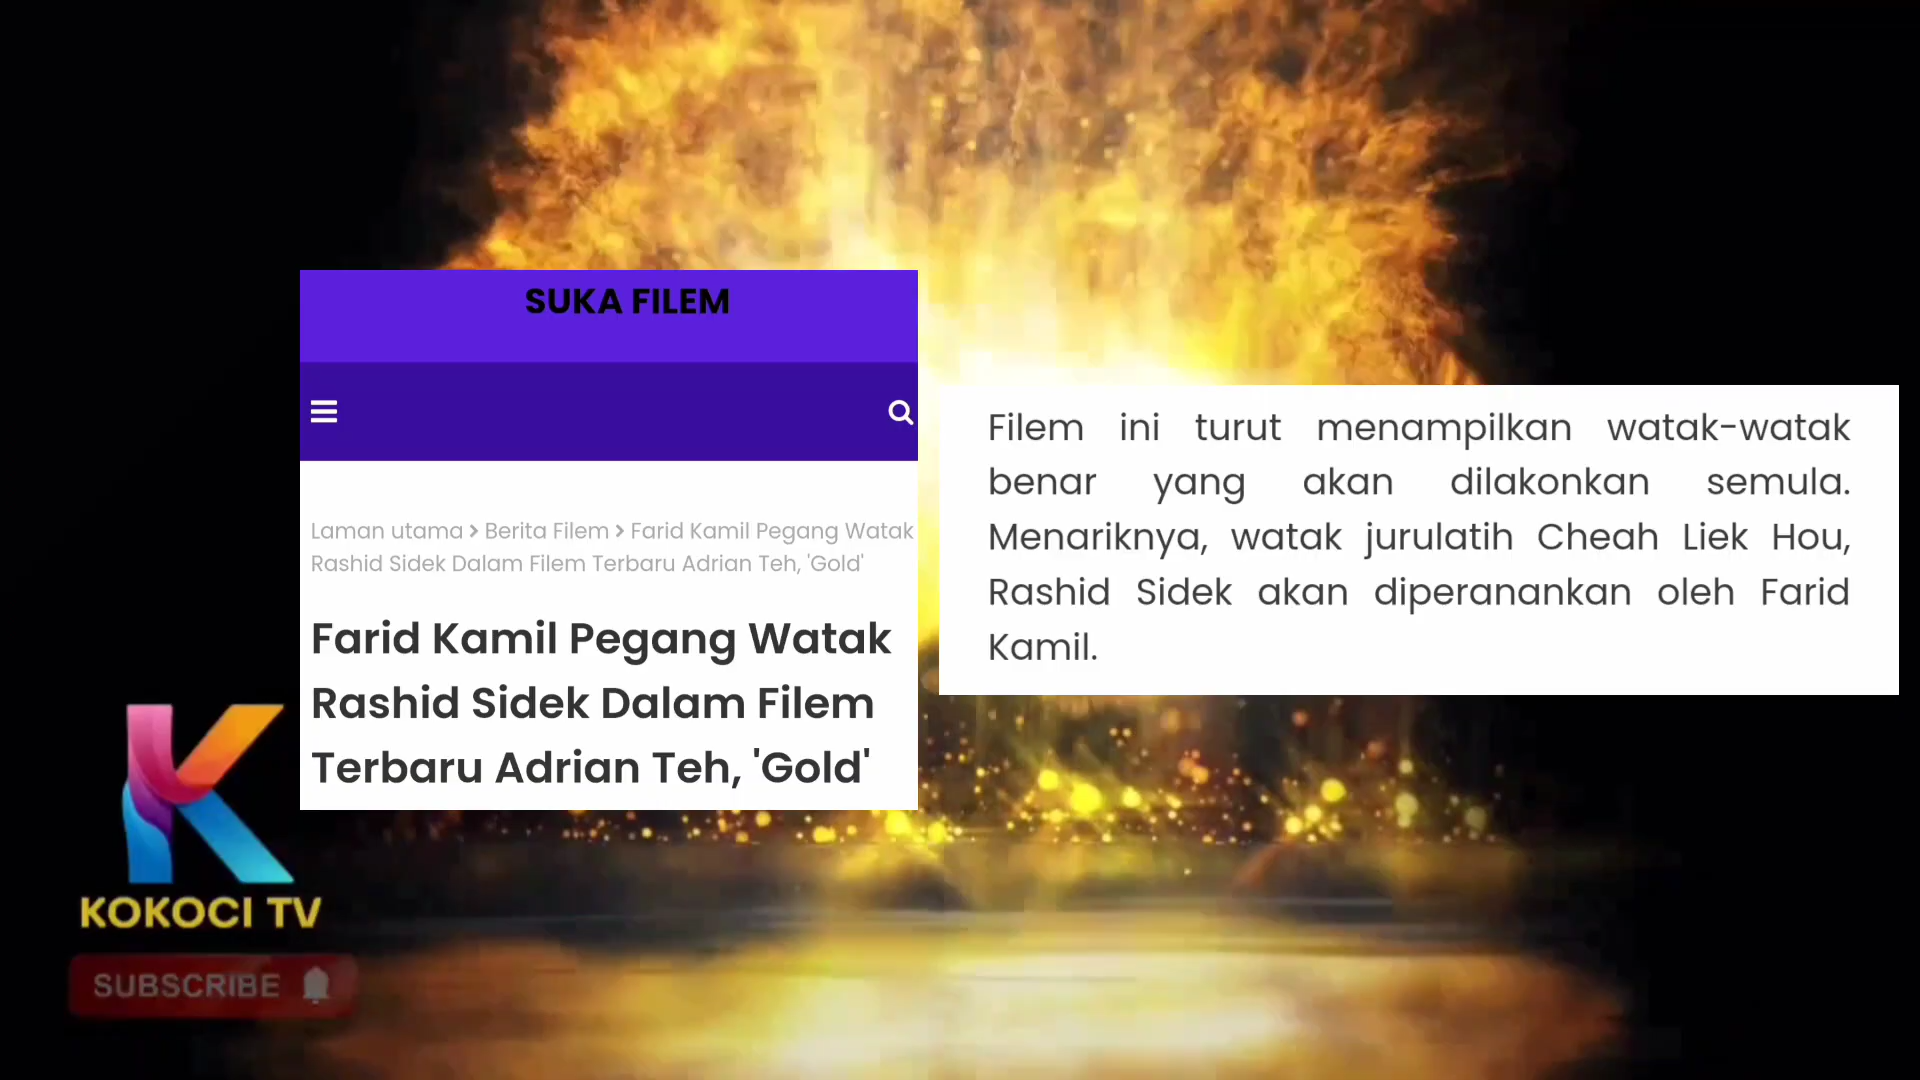 SUKA FILEM
Laman utama > Berita Filem > Farid Kamil Pegang Watak
Rashid Sidek Dalam Filem Terbaru Adrian Teh, 'Gold'
Farid Kamil Pegang Watak
Rashid Sidek Dalam Filem
Terbaru Adrian Teh, 'Gold'
Filem ini turut menampilkan watak-watak
benar yang akan dilakonkan semula.
Menariknya, watak jurulatih Cheah Liek Hou,
Rashid Sidek akan diperanankan oleh Farid
Kamil.
KOKOCI TV
SUBSCRIBE